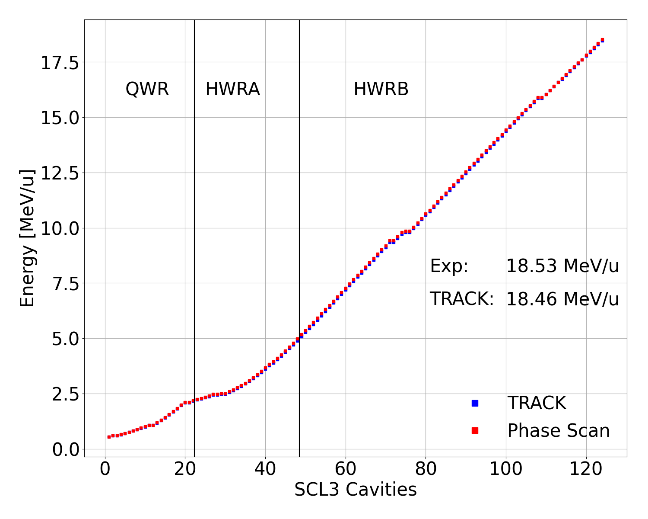 17.5
15.0
12.5
10.0
7.5
5.0
2.5
0.0
Energy [MeV/u]
QWR HWRA HWRB
Exp: 18.53 MeV/u
TRACK: 18.46 MeV/u
TRACK
Phase Scan
0 20 40 60 80 100 120
SCL3 Cavities